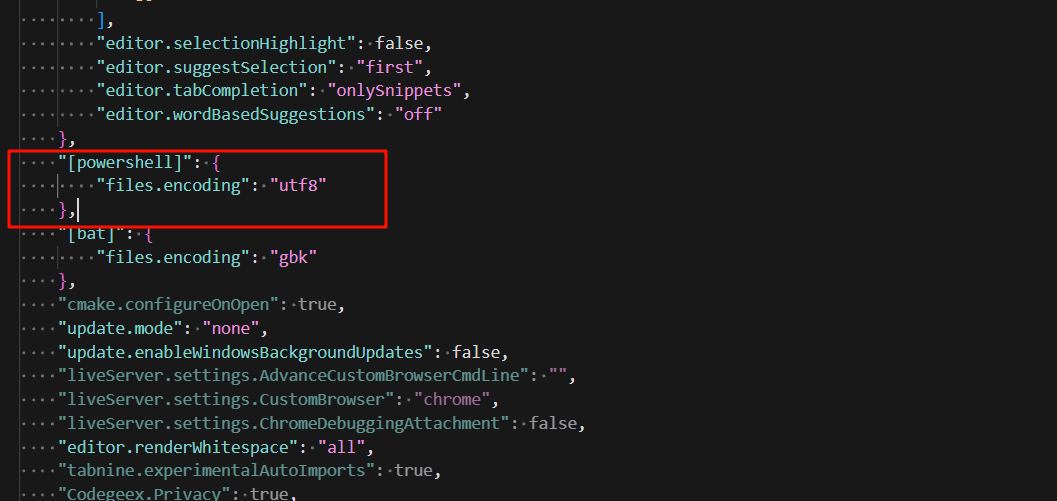 ],
"editor.selectionHighlight": false,
"editor.suggestSelection": "first",
"editor.tabCompletion": "onlySnippets",
"editor.wordBasedSuggestions": "off"
},
"[powershell]": {
"files.encoding": "utf8"
},
"[bat]": {
"files.encoding": "gbk"
},
"cmake.configureOnOpen": true,
"update.mode": "none",
"update.enableWindowsBackgroundUpdates": false,
"liveServer.settings.AdvanceCustomBrowserCmdLine": "",
"liveServer.settings.CustomBrowser": "chrome",
"liveServer.settings.ChromeDebuggingAttachment": false,
"editor.renderWhitespace": "all",
"tabnine.experimentalAutoImports": true,
"Codegeex.Privacy": true,